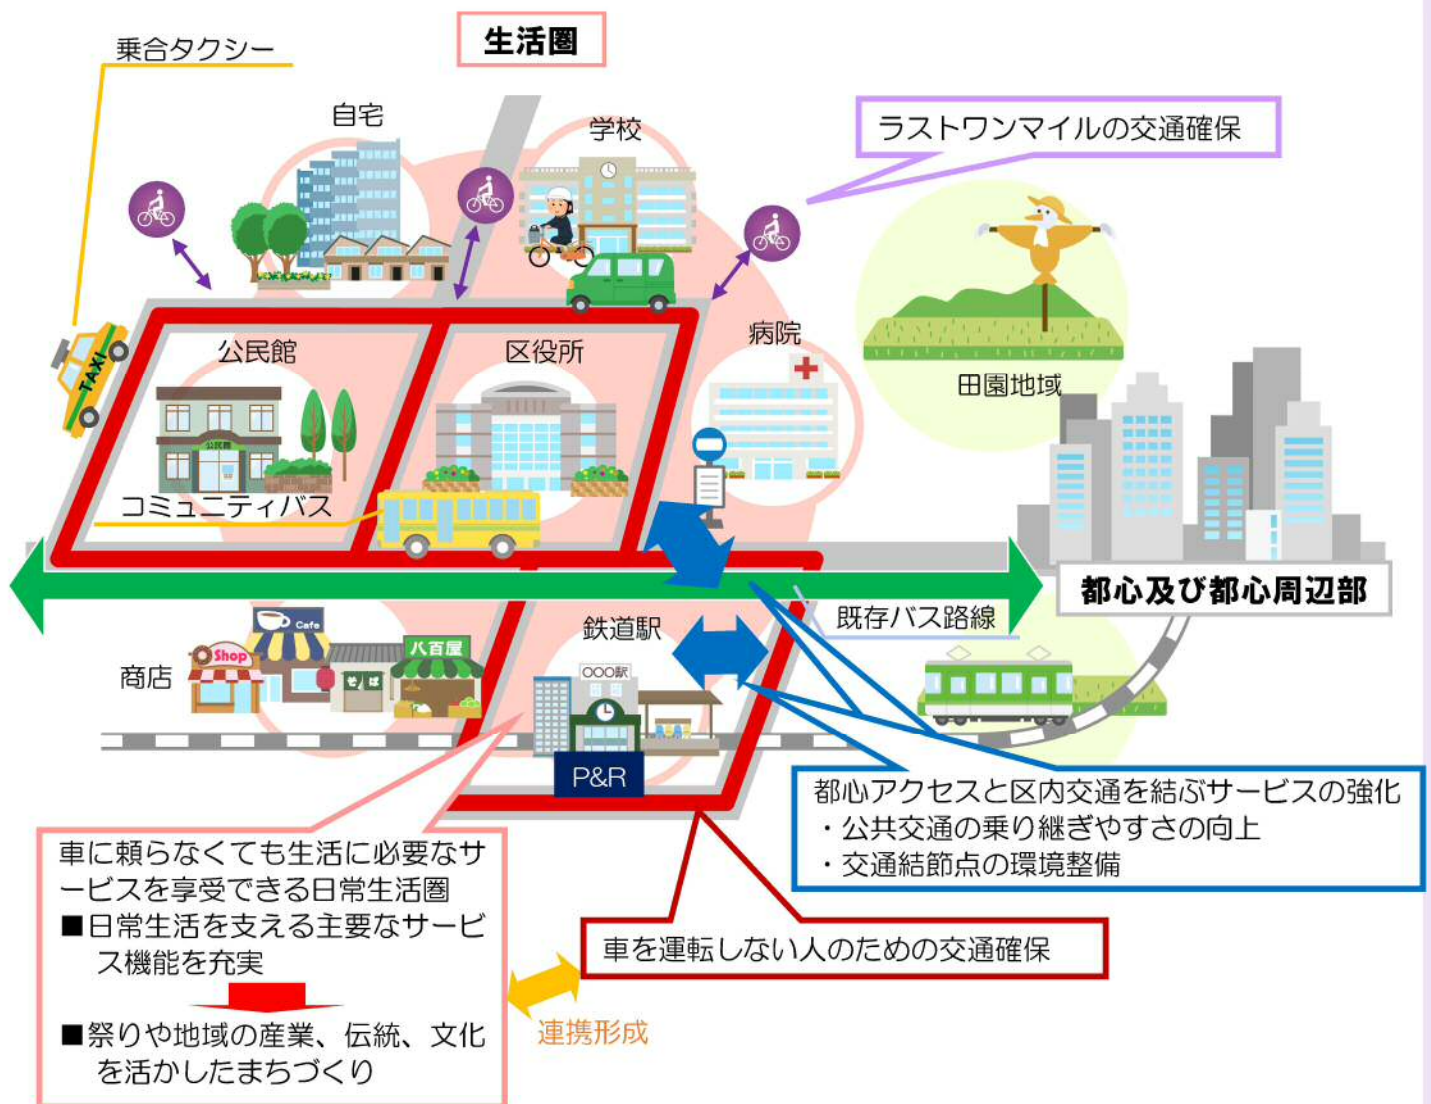 生活圏
乗合タクシー
自宅
学校
ラストワンマイルの交通確保
TAXI
公民館
区役所
病院
田園地域
公民館
コミュニティバス
都心及び都心周辺部
既存バス路線
鉄道駅
商店
Cafe
Shop
そば
八百屋
〇〇〇駅
P&R
都心アクセスと区内交通を結ぶサービスの強化
・公共交通の乗り継ぎやすさの向上
・交通結節点の環境整備
車に頼らなくても生活に必要なサ
ービスを享受できる日常生活圏
■日常生活を支える主要なサービ
ス機能を充実
■祭りや地域の産業、伝統、文化
を活かしたまちづくり
車を運転しない人のための交通確保
連携形成